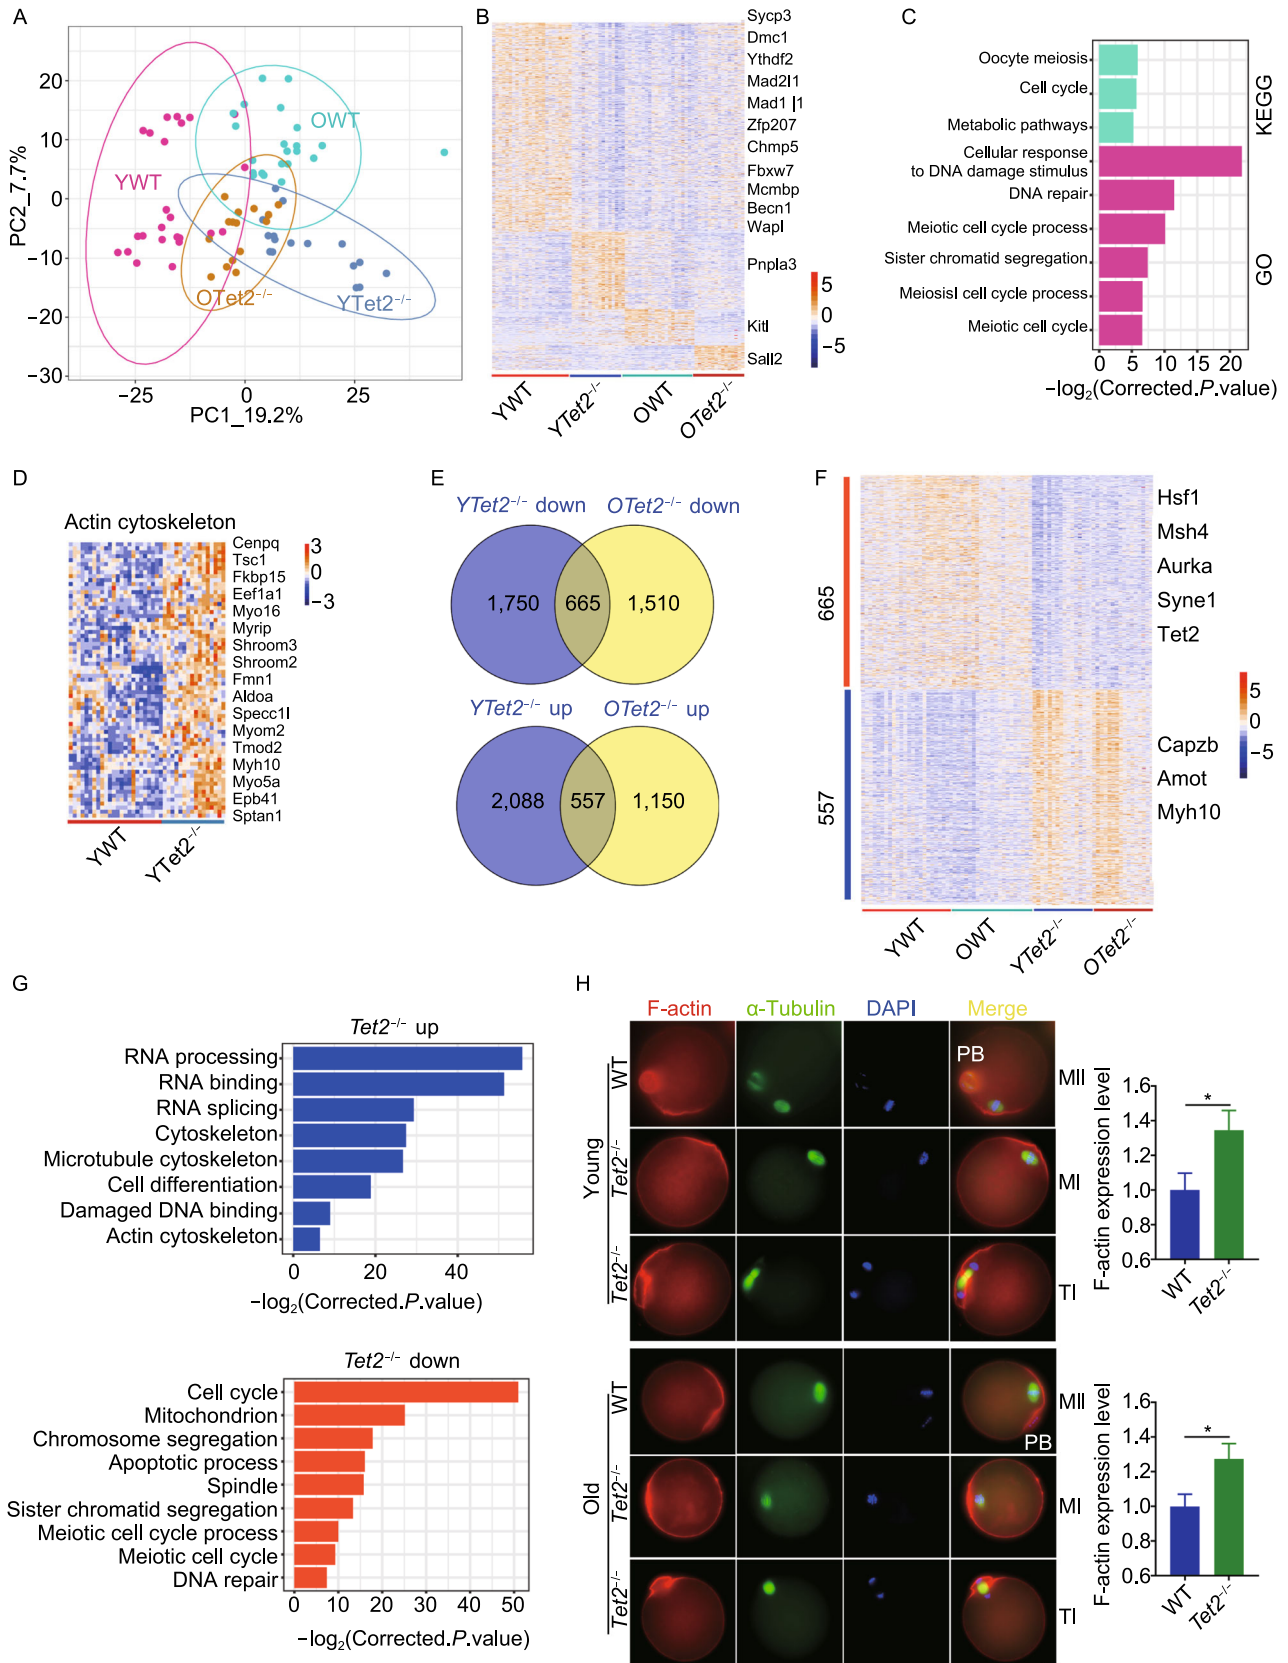 A
20
10
0
−10
−20
−30
PC2_7.7%
−25
0
25
PC1_19.2%
YWT
OWT
OTet2−/−
YTet2−/−
B
Sycp3
Dmc1
Ythdf2
Mad2l1
Mad1 |1
Zfp207
Chmp5
Fbxw7
Mcmbp
Becn1
Wapl
Pnpla3
Kitl
Sall2
5
0
−5
YWT
YTet2−/−
OWT
OTet2−/−
C
Oocyte meiosis
Cell cycle
Metabolic pathways
Cellular response
to DNA damage stimulus
DNA repair
Meiotic cell cycle process
Sister chromatid segregation
MeiosisI cell cycle process
Meiotic cell cycle
KEGG
GO
0 5 10 15 20
−log2(Corrected.P.value)
D
Actin cytoskeleton
Cenpq
Tsc1
Fkbp15
Eef1a1
Myo16
Myrip
Shroom3
Shroom2
Fmn1
Aldoa
Specc1l
Myom2
Tmod2
Myh10
Myo5a
Epb41
Sptan1
3
0
−3
YWT
YTet2−/−
E
YTet2−/− down OTet2−/− down
1,750 665 1,510
YTet2−/− up OTet2−/− up
2,088 557 1,150
F
665
557
Hsf1
Msh4
Aurka
Syne1
Tet2
Capzb
Amot
Myh10
5
0
−5
YWT
OWT
YTet2−/−
OTet2−/−
G
Tet2−/− up
RNA processing
RNA binding
RNA splicing
Cytoskeleton
Microtubule cytoskeleton
Cell differentiation
Damaged DNA binding
Actin cytoskeleton
0 20 40
−log2(Corrected.P.value)
Tet2−/− down
Cell cycle
Mitochondrion
Chromosome segregation
Apoptotic process
Spindle
Sister chromatid segregation
Meiotic cell cycle process
Meiotic cell cycle
DNA repair
0 10 20 30 40 50
−log2(Corrected.P.value)
H
F-actin α-Tubulin DAPI Merge
Young
WT
PB
MII
Tet2−/−
MI
Tet2−/−
TI
Old
WT
PB
MII
Tet2−/−
MI
Tet2−/−
TI
F-actin expression level
1.6
1.4
1.2
1.0
0.8
0.6
*
WT
Tet2−/−
F-actin expression level
1.6
1.4
1.2
1.0
0.8
0.6
*
WT
Tet2−/−